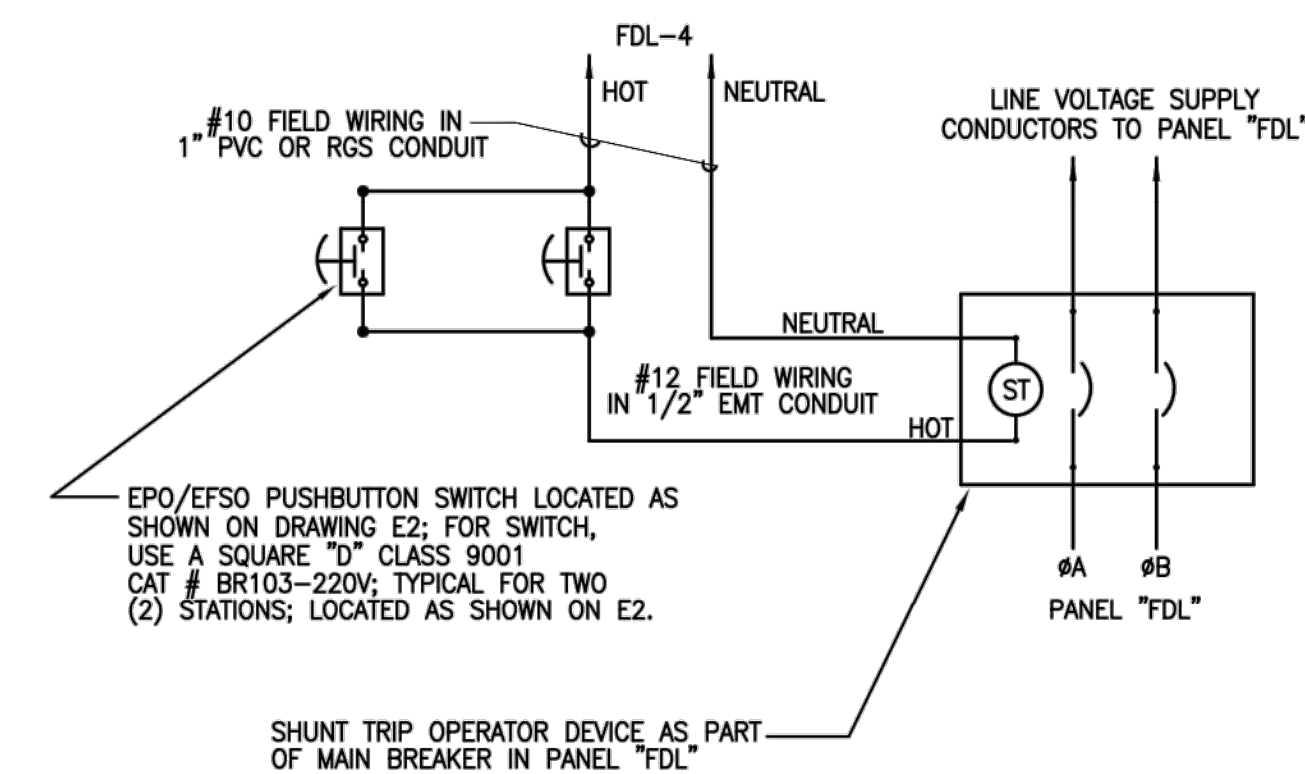 FDL-4
HOT
NEUTRAL
#10 FIELD WIRING IN
1" PVC OR RGS CONDUIT
LINE VOLTAGE SUPPLY
CONDUCTORS TO PANEL "FDL"
NEUTRAL
#12 FIELD WIRING
IN 1/2" EMT CONDUIT
HOT
ST
EPO/EFSO PUSHBUTTON SWITCH LOCATED AS
SHOWN ON DRAWING E2; FOR SWITCH,
USE A SQUARE "D" CLASS 9001
CAT # BR103-220V; TYPICAL FOR TWO
(2) STATIONS; LOCATED AS SHOWN ON E2.
øA
øB
PANEL "FDL"
SHUNT TRIP OPERATOR DEVICE AS PART
OF MAIN BREAKER IN PANEL "FDL"